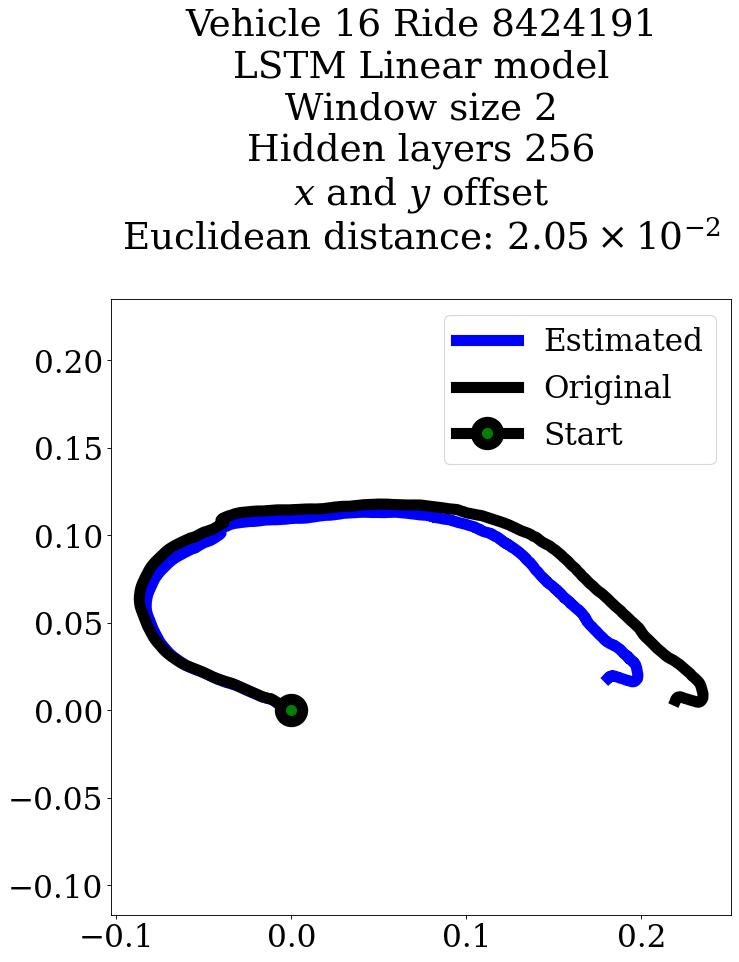 Vehicle 16 Ride 8424191
LSTM Linear model
Window size 2
Hidden layers 256
x and y offset
Euclidean distance: 2.05 × 10⁻²
Estimated
Original
Start
0.20
0.15
0.10
0.05
0.00
−0.05
−0.10
−0.1 0.0 0.1 0.2